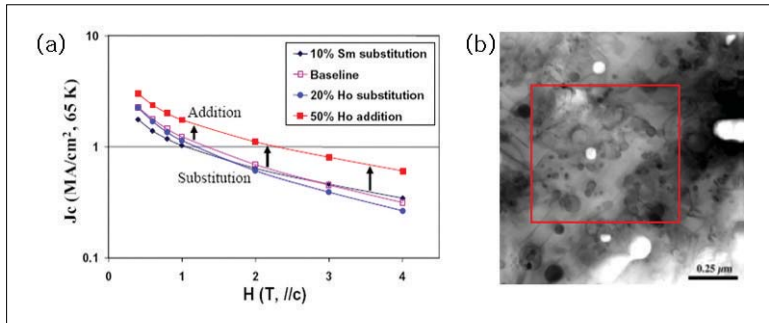 (a)
10
1
0.1
Jc (MA/cm², 65 K)
10% Sm substitution
Baseline
20% Ho substitution
50% Ho addition
Addition
Substitution
0 1 2 3 4 5
H (T, //c)
(b)
0.25 μm